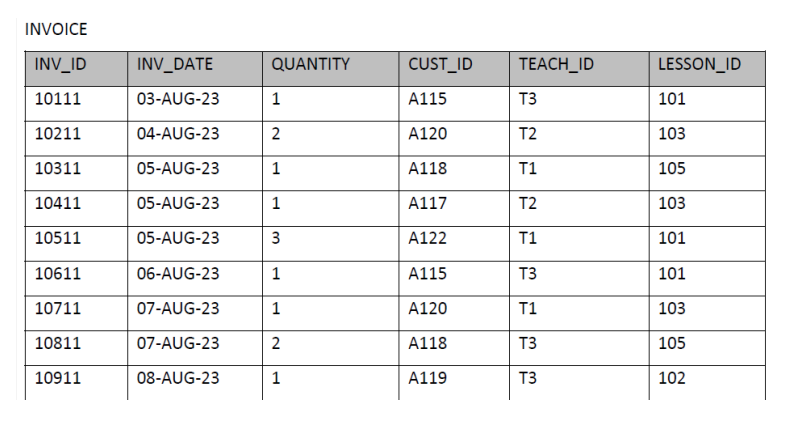 INVOICE
INV_ID INV_DATE QUANTITY CUST_ID TEACH_ID LESSON_ID
10111 03-AUG-23 1 A115 T3 101
10211 04-AUG-23 2 A120 T2 103
10311 05-AUG-23 1 A118 T1 105
10411 05-AUG-23 1 A117 T2 103
10511 05-AUG-23 3 A122 T1 101
10611 06-AUG-23 1 A115 T3 101
10711 07-AUG-23 1 A120 T1 103
10811 07-AUG-23 2 A118 T3 105
10911 08-AUG-23 1 A119 T3 102